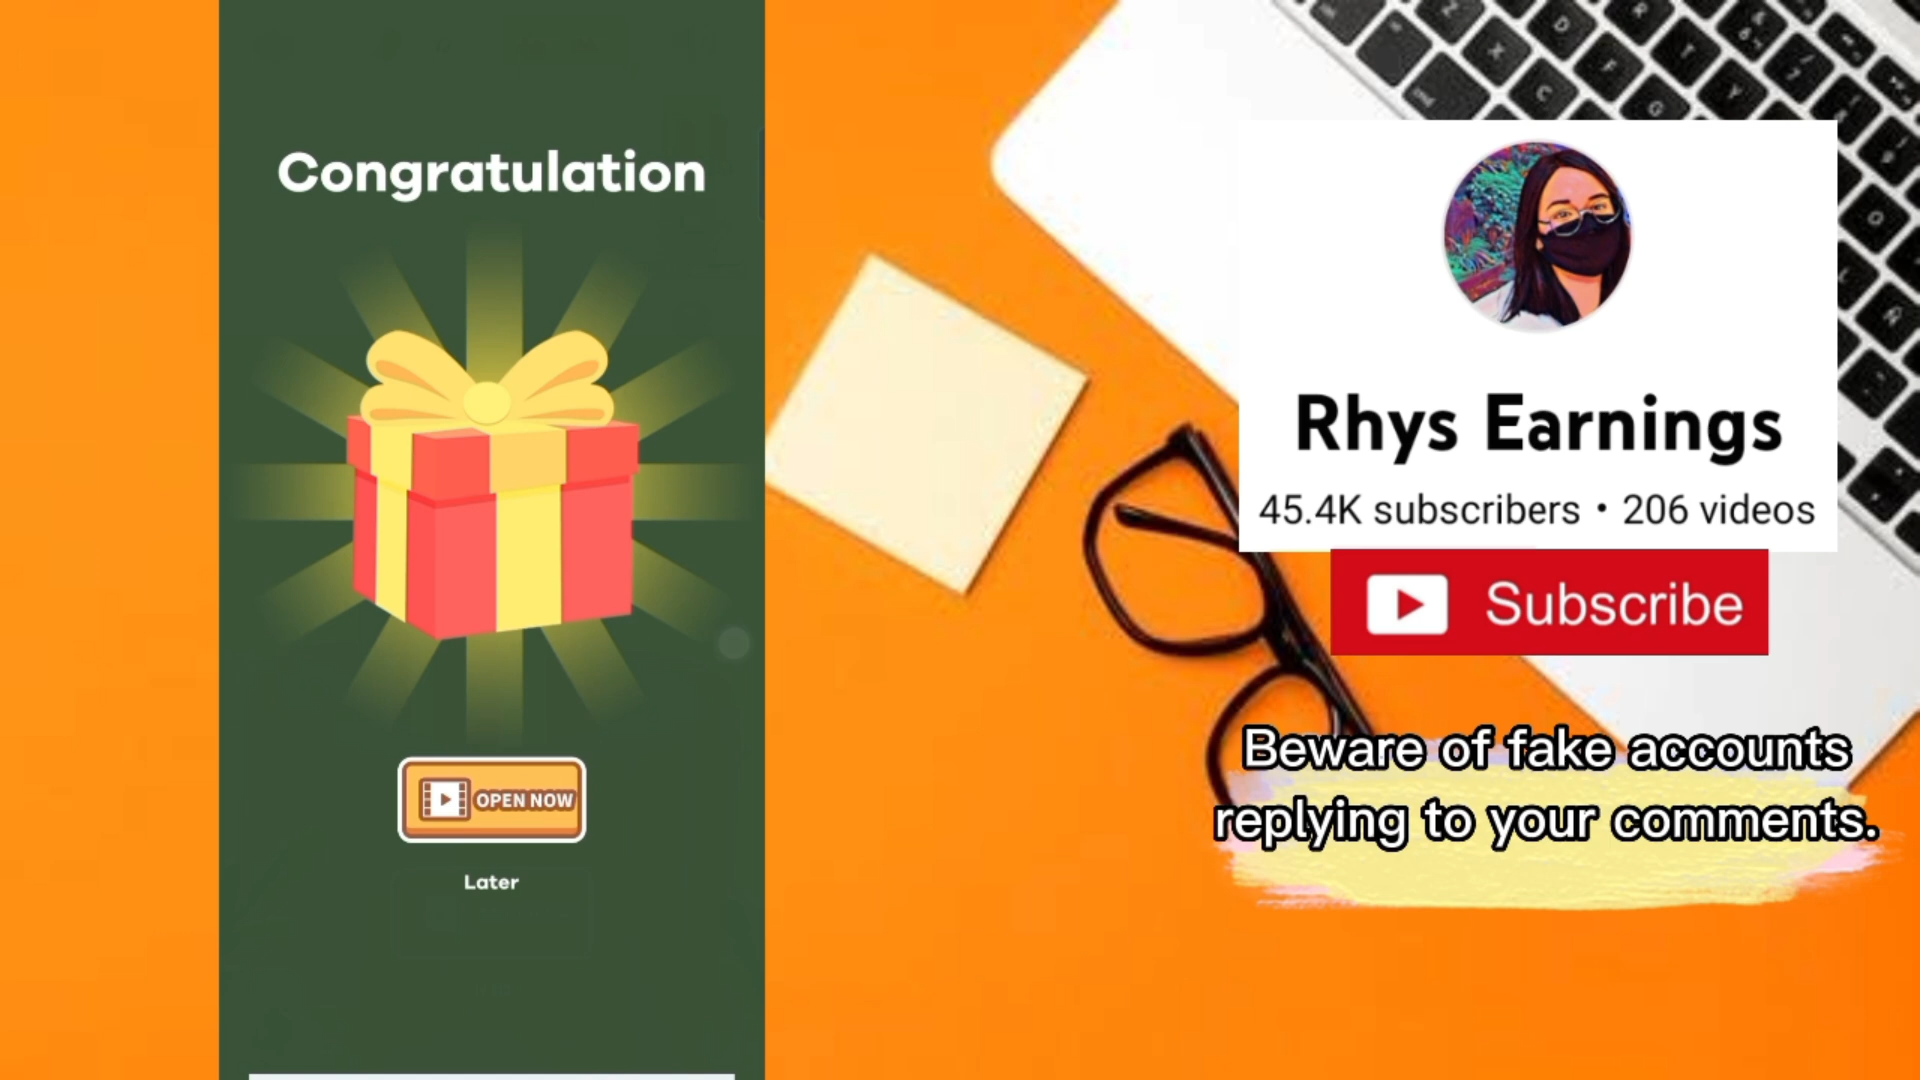 Congratulation
OPEN NOW
Later
Rhys Earnings
45.4K subscribers • 206 videos
Subscribe
Beware of fake accounts
replying to your comments.